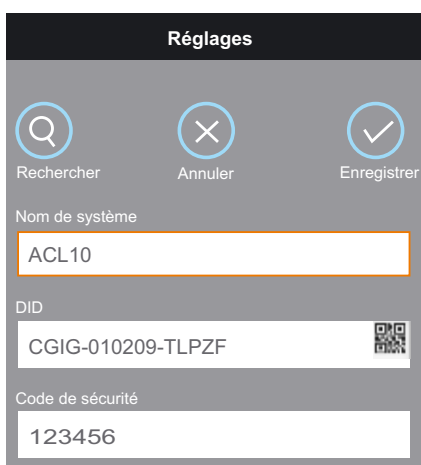 Réglages
Rechercher Annuler Enregistrer
Nom de système
ACL10
DID
CGIG-010209-TLPZF
Code de sécurité
123456